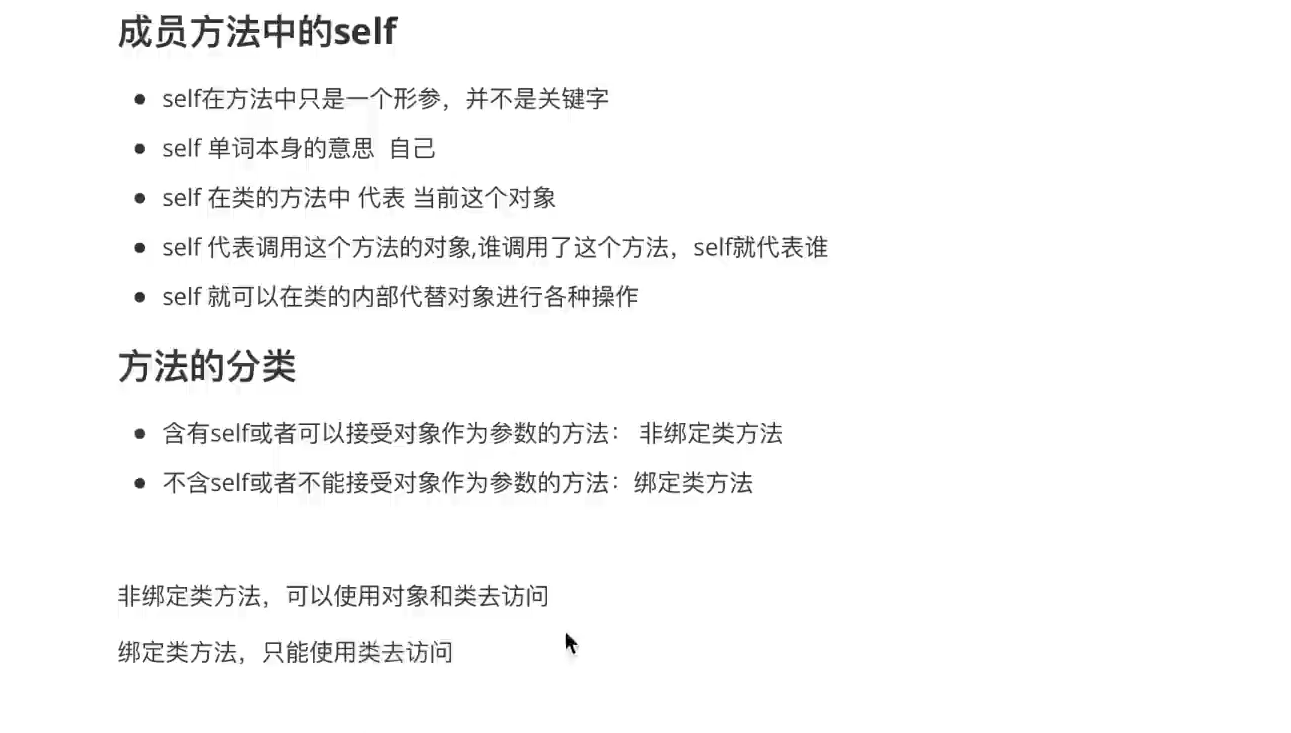 成员方法中的self
self在方法中只是一个形参，并不是关键字
self 单词本身的意思 自己
self 在类的方法中 代表 当前这个对象
self 代表调用这个方法的对象,谁调用了这个方法，self就代表谁
self 就可以在类的内部代替对象进行各种操作
方法的分类
含有self或者可以接受对象作为参数的方法： 非绑定类方法
不含self或者不能接受对象作为参数的方法：绑定类方法
非绑定类方法，可以使用对象和类去访问
绑定类方法，只能使用类去访问